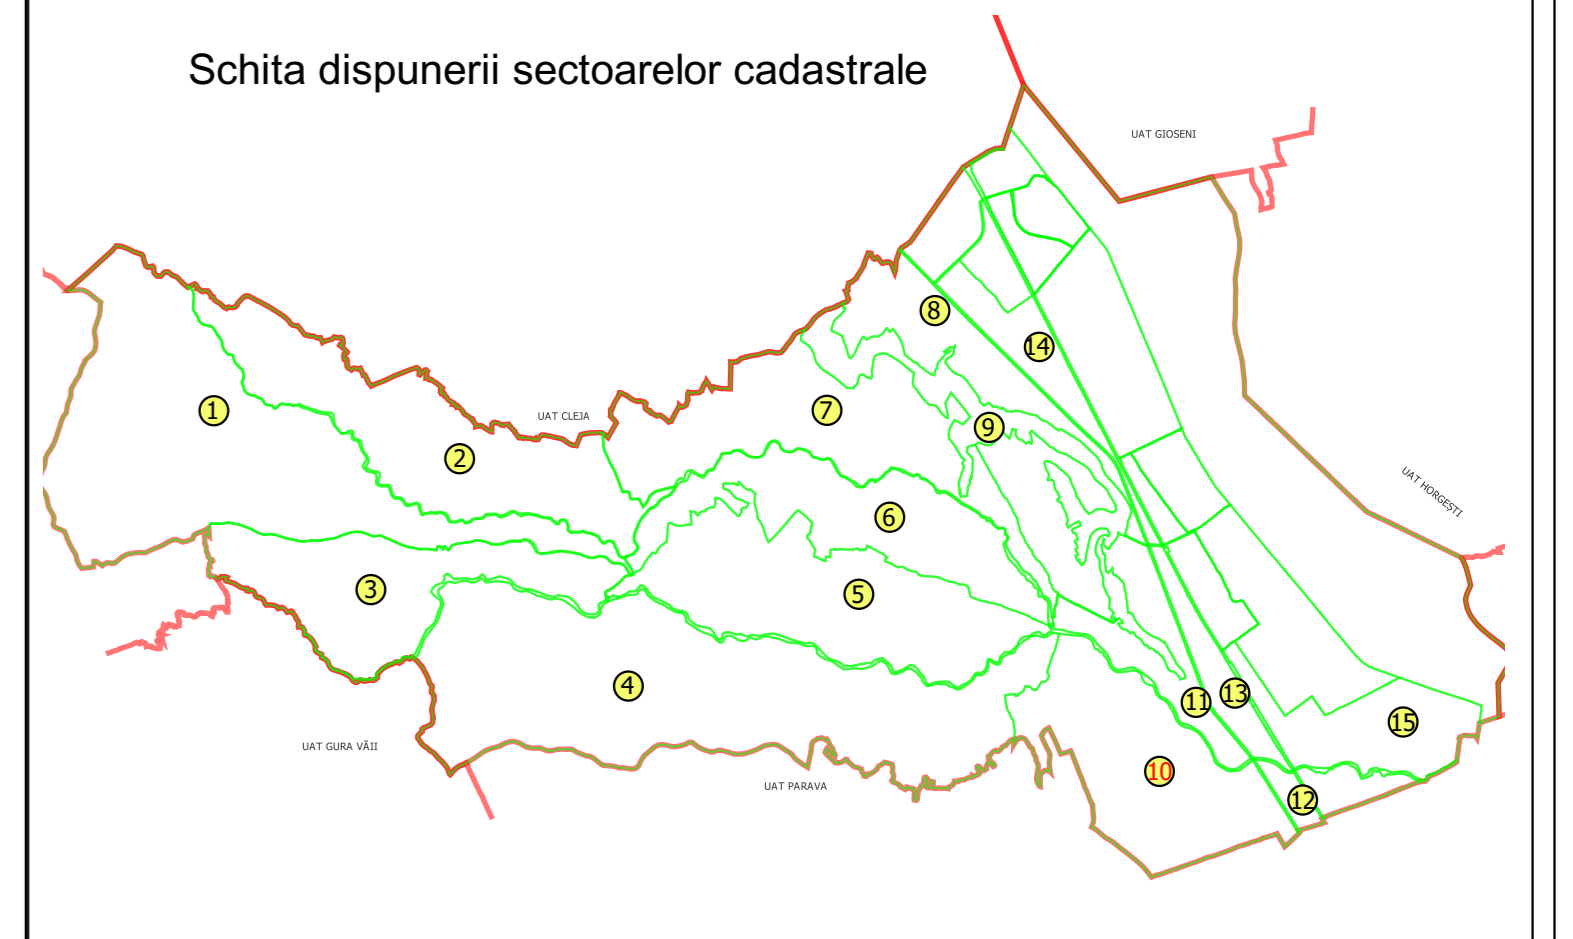 Schita dispunerii sectoarelor cadastrale
UAT GIOSENI
8
14
1
UAT CLEJA
7
9
2
UAT HORGEȘTI
6
3
5
4
11
13
15
UAT GURA VĂII
10
UAT PARAVA
12